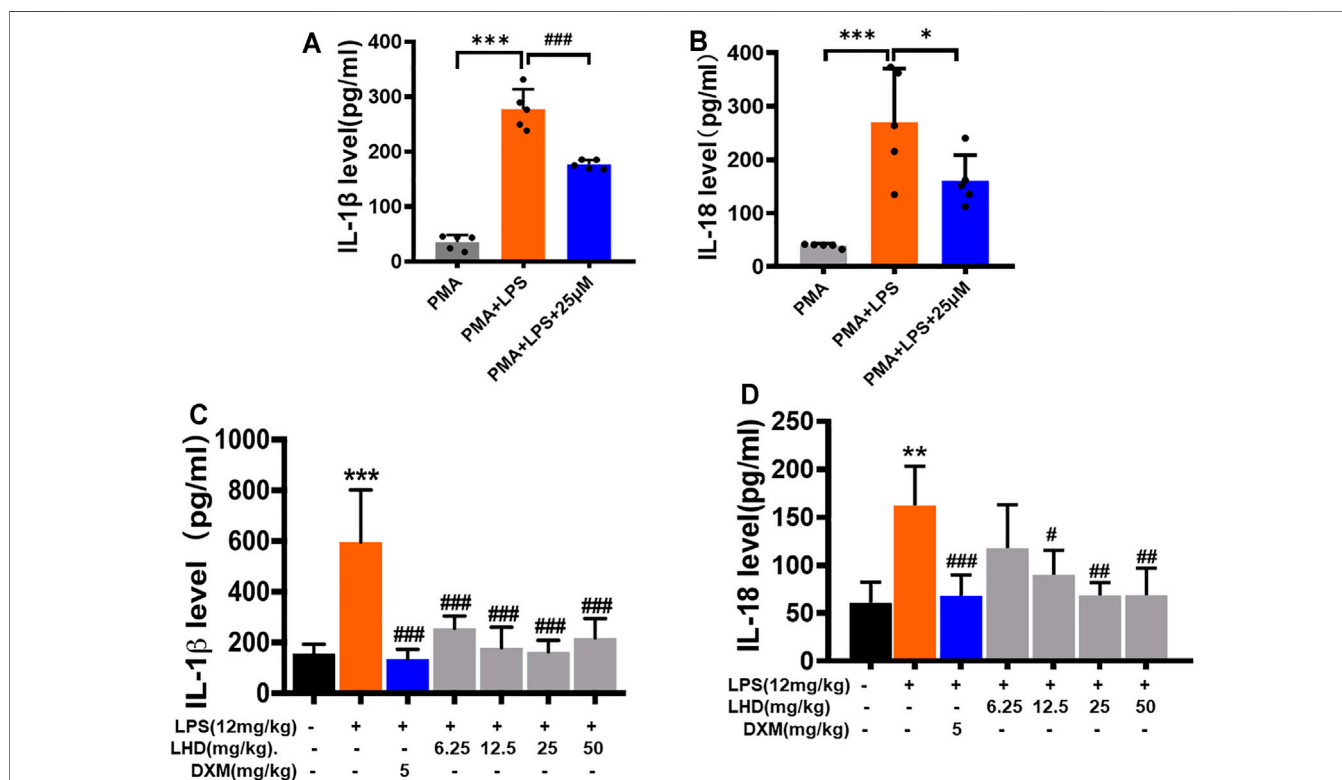 A
IL-1β level(pg/ml)
400
300
200
100
0
*** ###
PMA
PMA+LPS
PMA+LPS+25μM
B
IL-18 level（pg/ml）
400
300
200
100
0
*** *
PMA
PMA+LPS
PMA+LPS+25μM
C
IL-1β level（pg/ml)
1000
800
600
400
200
0
*** ### ### ### ### ###
LPS(12mg/kg) - + + + + + +
LHD(mg/kg). - - - 6.25 12.5 25 50
DXM(mg/kg) - - 5 - - - -
D
IL-18 level(pg/ml)
250
200
150
100
50
0
** ### # ## ##
LPS(12mg/kg) - + + + + + +
LHD(mg/kg) - - - 6.25 12.5 25 50
DXM(mg/kg) - - 5 - - - -